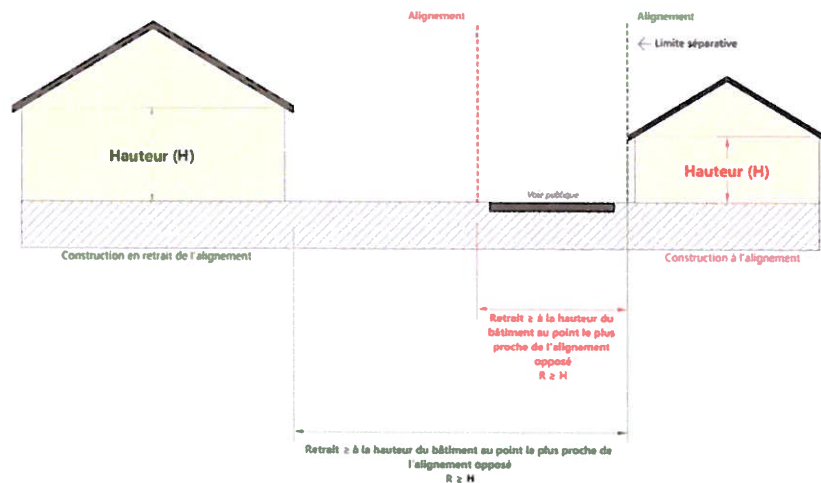 Alignement
Alignement
← Limite séparative
Hauteur (H)
Hauteur (H)
Voie publique
Construction en retrait de l'alignement
Construction à l'alignement
Retrait ≥ à la hauteur du
bâtiment au point le plus
proche de l'alignement
opposé
R ≥ H
Retrait ≥ à la hauteur du bâtiment au point le plus proche de
l'alignement opposé
R ≥ H